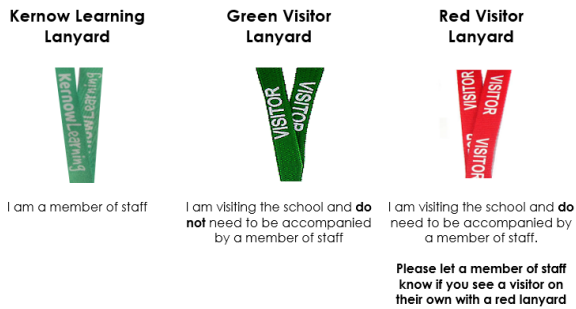 Kernow Learning
Lanyard
Kernow Learning
Learning
I am a member of staff
Green Visitor
Lanyard
VISITOR
VISITOR
I am visiting the school and do
not need to be accompanied
by a member of staff
Red Visitor
Lanyard
VISITOR
VISITOR
VISITOR
I am visiting the school and do
need to be accompanied by
a member of staff.
Please let a member of staff
know if you see a visitor on
their own with a red lanyard